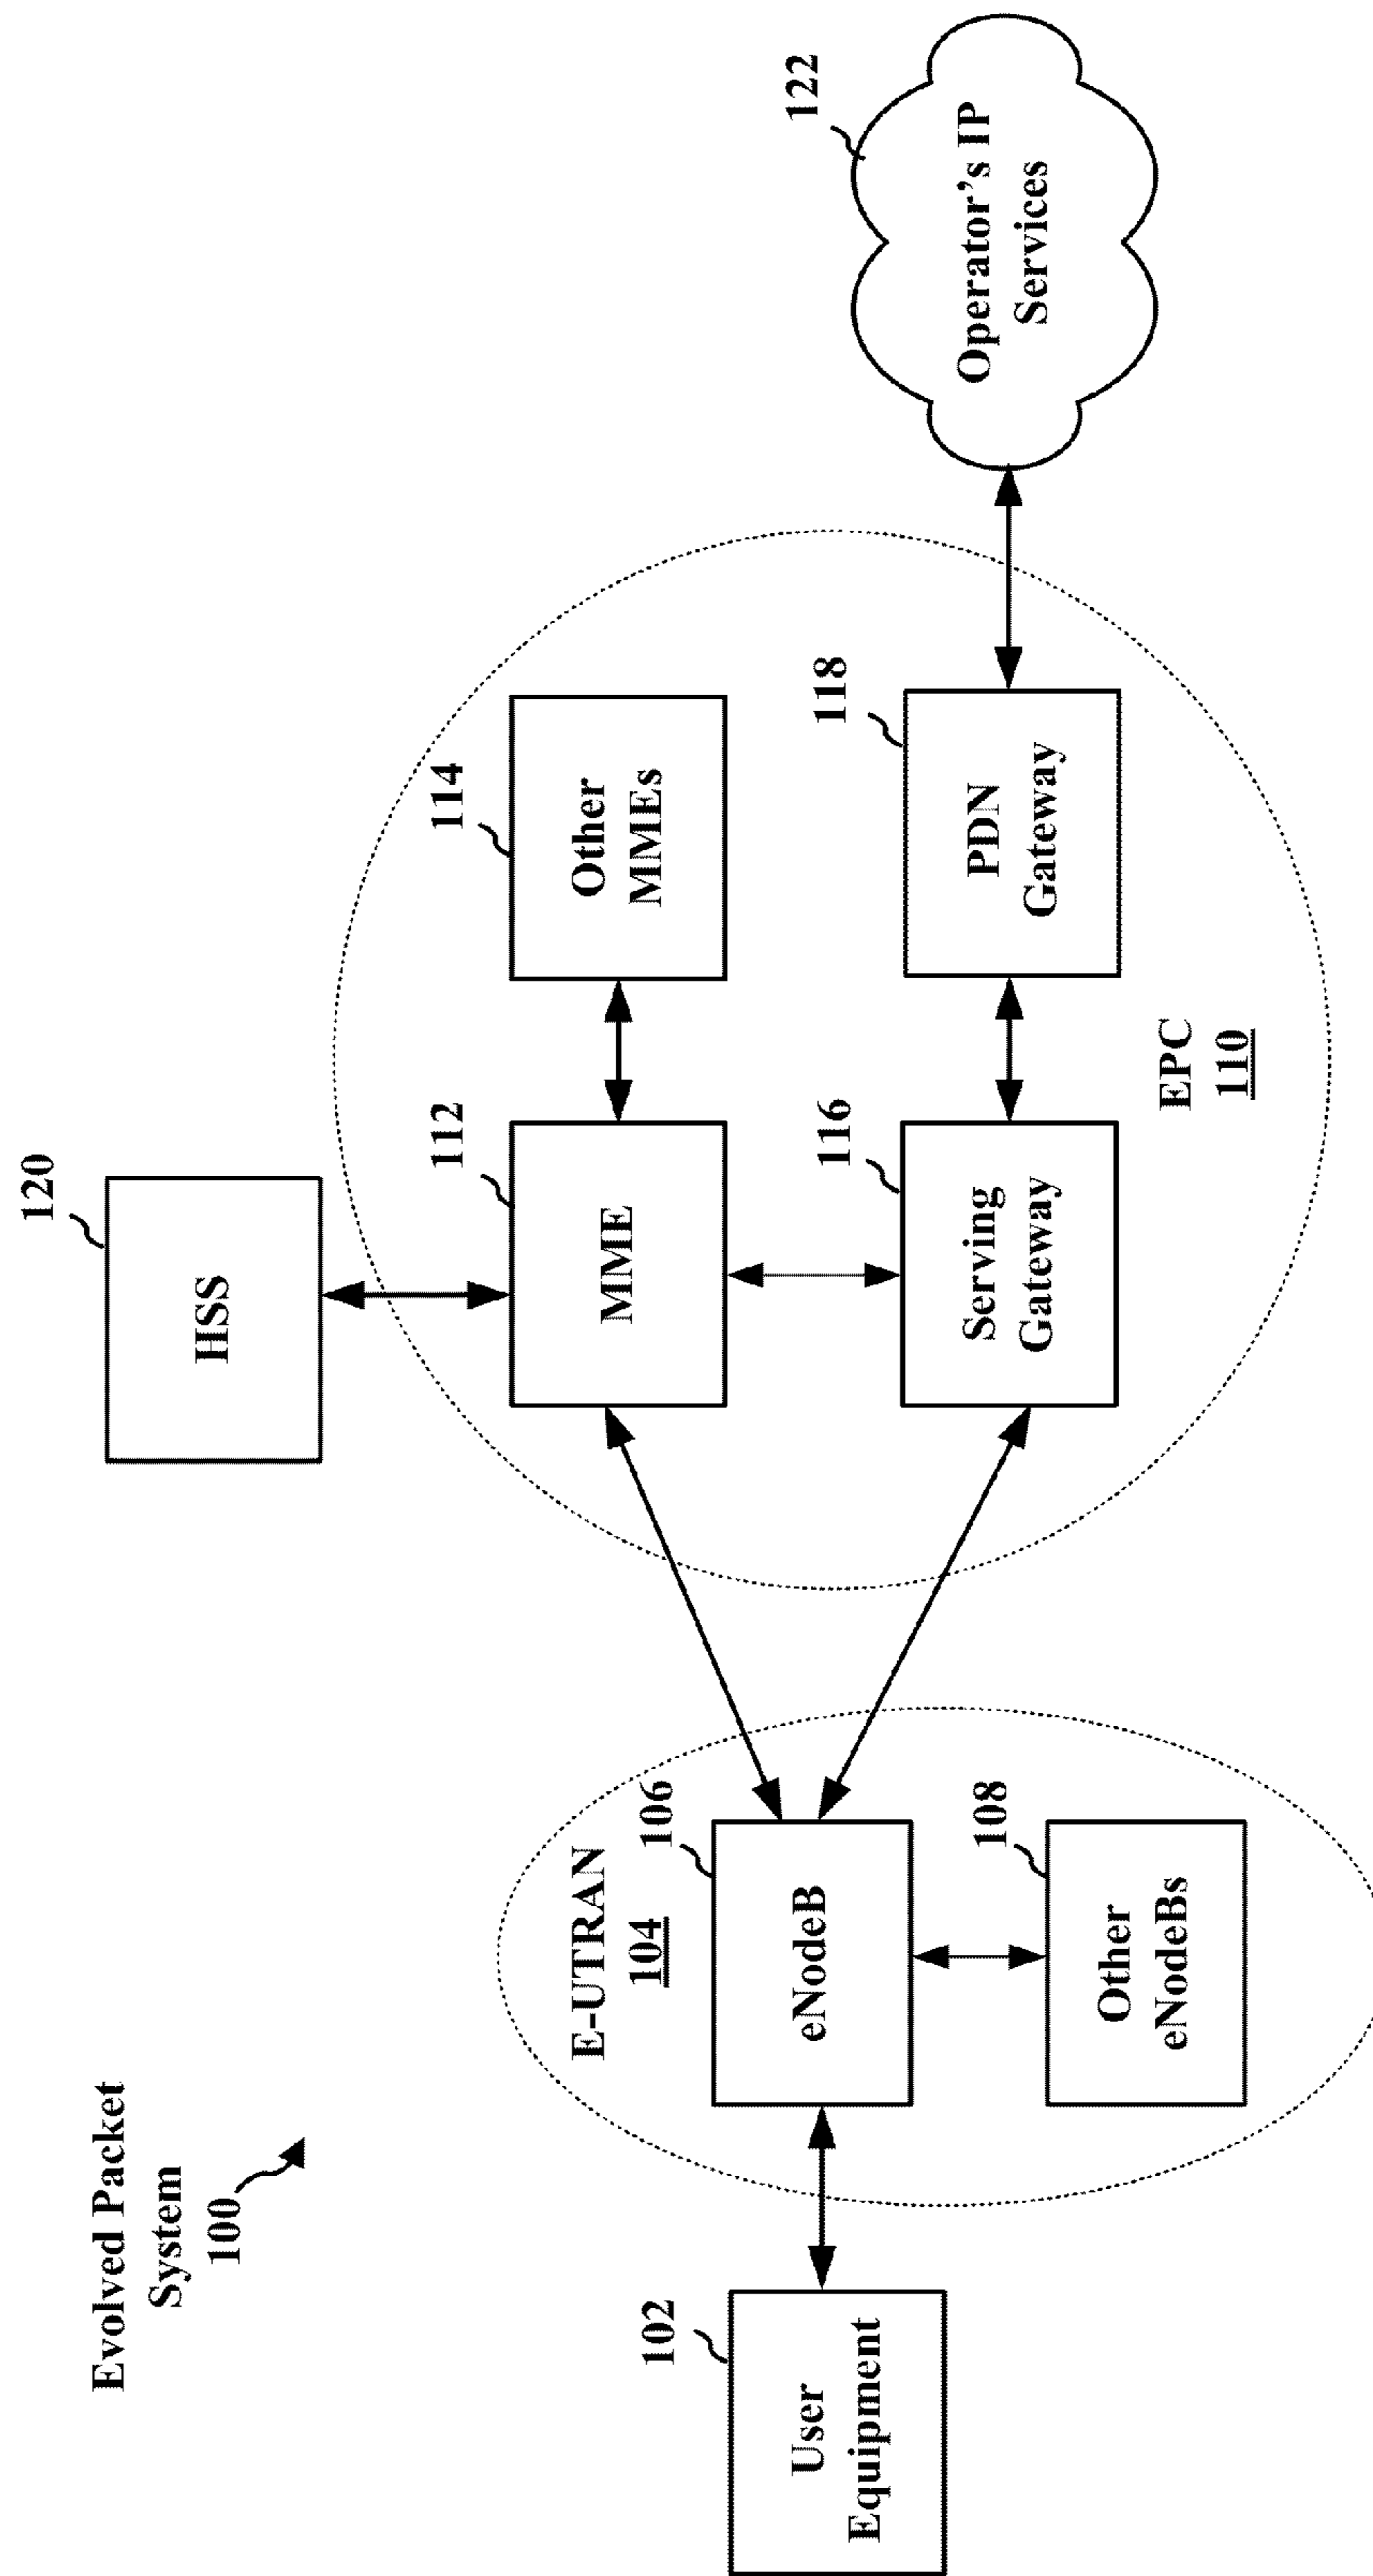 Evolved Packet
System
100
102
User
Equipment
E-UTRAN
104
106
eNodeB
108
Other
eNodeBs
120
HSS
112
MME
114
Other
MMEs
116
Serving
Gateway
118
PDN
Gateway
EPC
110
122
Operator's IP
Services